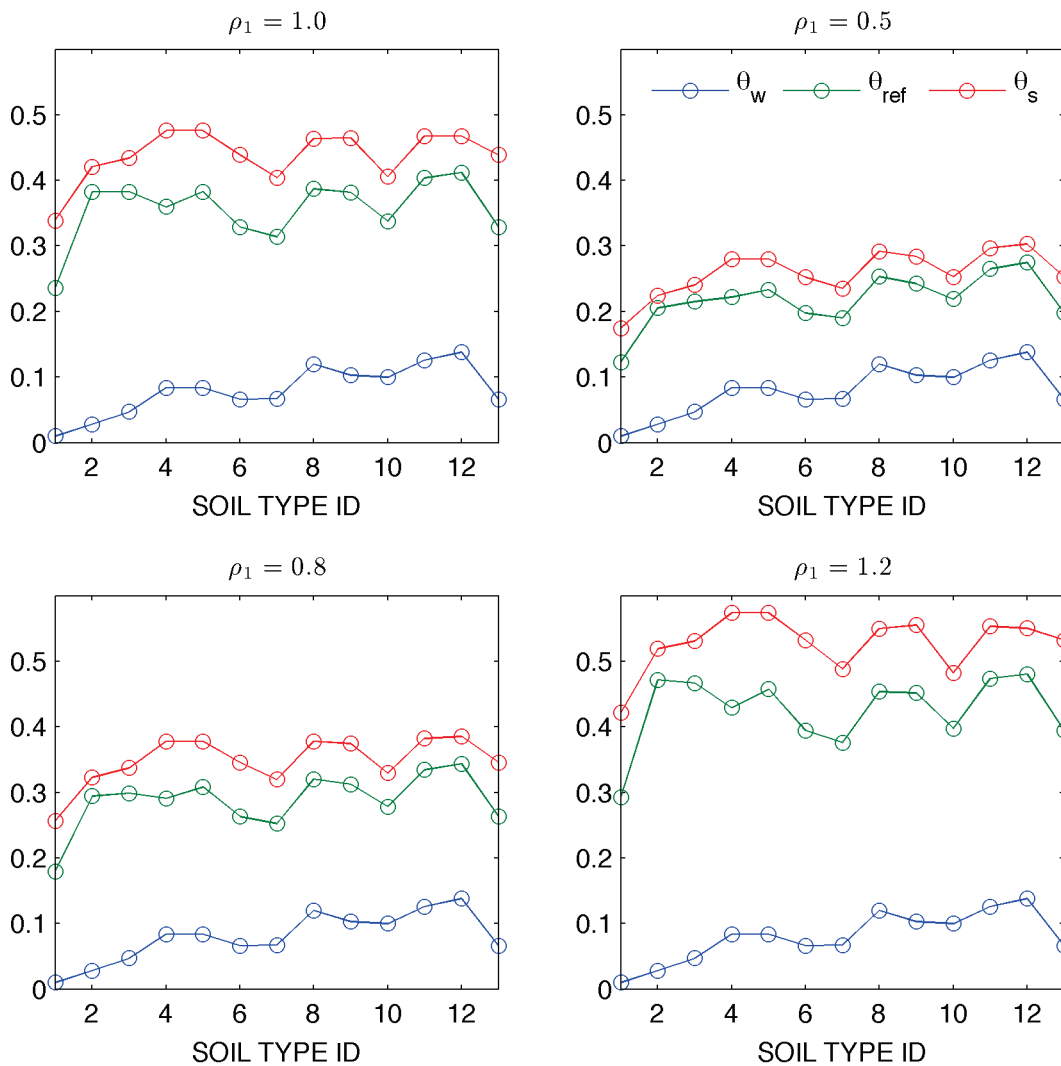 ρ₁ = 1.0
0.5
0.4
0.3
0.2
0.1
0
2 4 6 8 10 12
SOIL TYPE ID
ρ₁ = 0.5
θw θref θs
0.5
0.4
0.3
0.2
0.1
0
2 4 6 8 10 12
SOIL TYPE ID
ρ₁ = 0.8
0.5
0.4
0.3
0.2
0.1
0
2 4 6 8 10 12
SOIL TYPE ID
ρ₁ = 1.2
0.5
0.4
0.3
0.2
0.1
0
2 4 6 8 10 12
SOIL TYPE ID